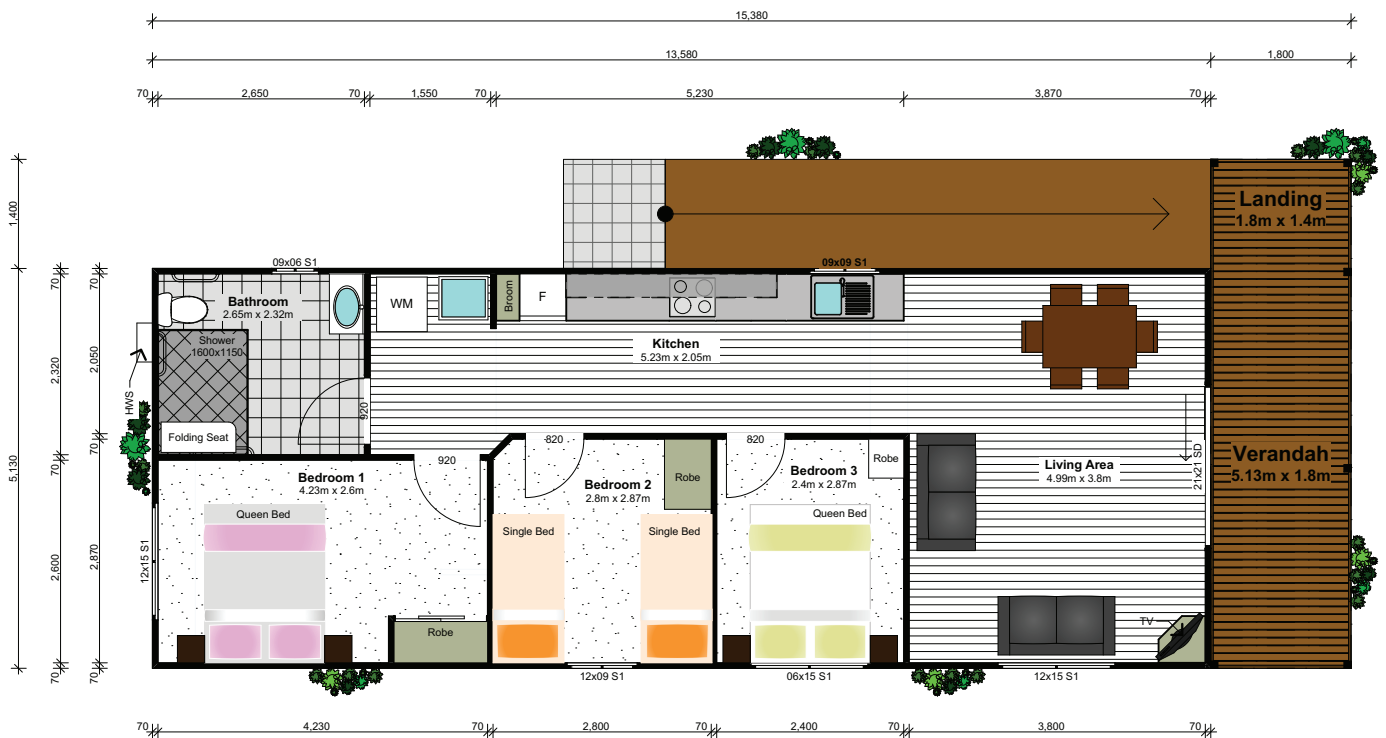 15,380
13,580
1,800
70
2,650
70
1,550
70
5,230
3,870
70
1,400
5,130
70
2,320
70
2,600
70
70
2,050
70
2,870
70
09x06 S1
09x09 S1
Landing
1.8m x 1.4m
Bathroom
2.65m x 2.32m
WM
Broom
F
Shower
1600x1150
Kitchen
5.23m x 2.05m
HWS
920
Folding Seat
920
820
820
21x21 SD
Verandah
5.13m x 1.8m
Bedroom 1
4.23m x 2.6m
Bedroom 2
2.8m x 2.87m
Robe
Bedroom 3
2.4m x 2.87m
Robe
Living Area
4.99m x 3.8m
Queen Bed
Single Bed
Single Bed
Queen Bed
12x15 S1
Robe
TV
12x09 S1
06x15 S1
12x15 S1
70
4,230
70
2,800
70
2,400
70
3,800
70